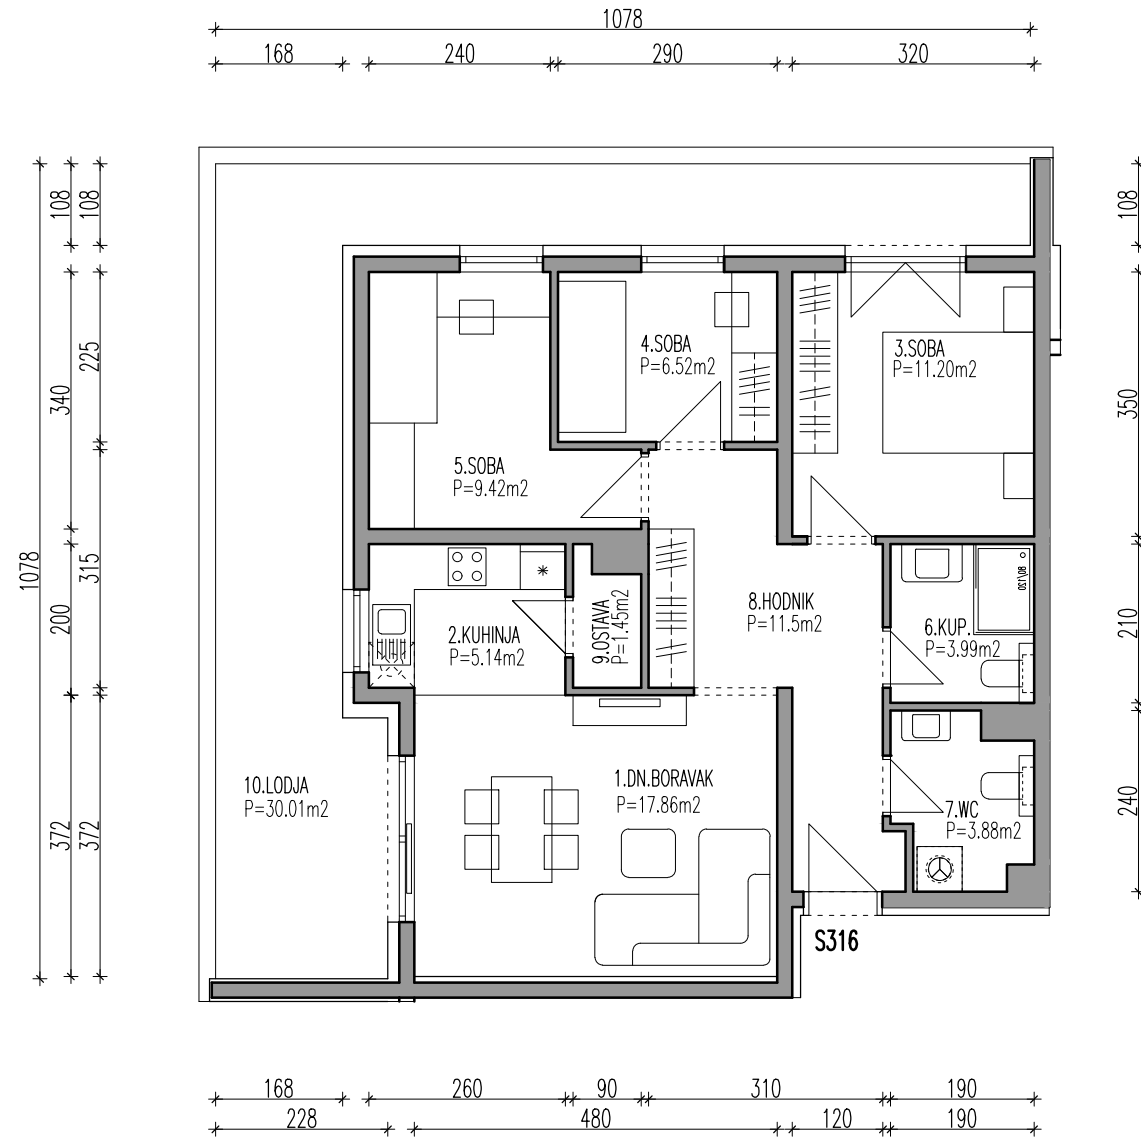 1078
168 240 290 320
108
108
108
225
340
350
315
1078
200
210
372
372
240
4.SOBA
P=6.52m2
3.SOBA
P=11.20m2
5.SOBA
P=9.42m2
80/120
9.OSTAVA
P=1.45m2
8.HODNIK
P=11.5m2
2.KUHINJA
P=5.14m2
6.KUP.
P=3.99m2
10.LODJA
P=30.01m2
1.DN.BORAVAK
P=17.86m2
7.WC
P=3.88m2
S316
168 260 90 310 190
228 480 120 190